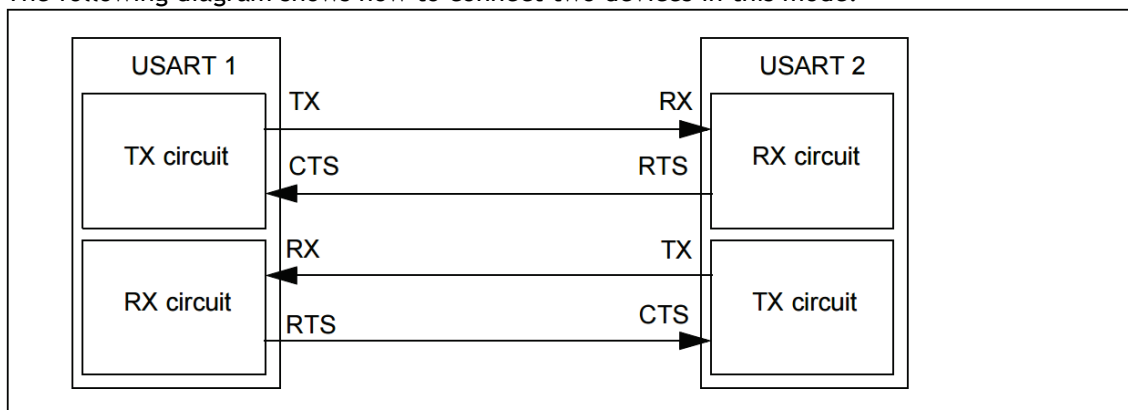 The following diagram shows how to connect two devices in this mode:
USART 1
USART 2
TX
RX
TX circuit
RX circuit
CTS
RTS
RX
TX
RX circuit
TX circuit
RTS
CTS